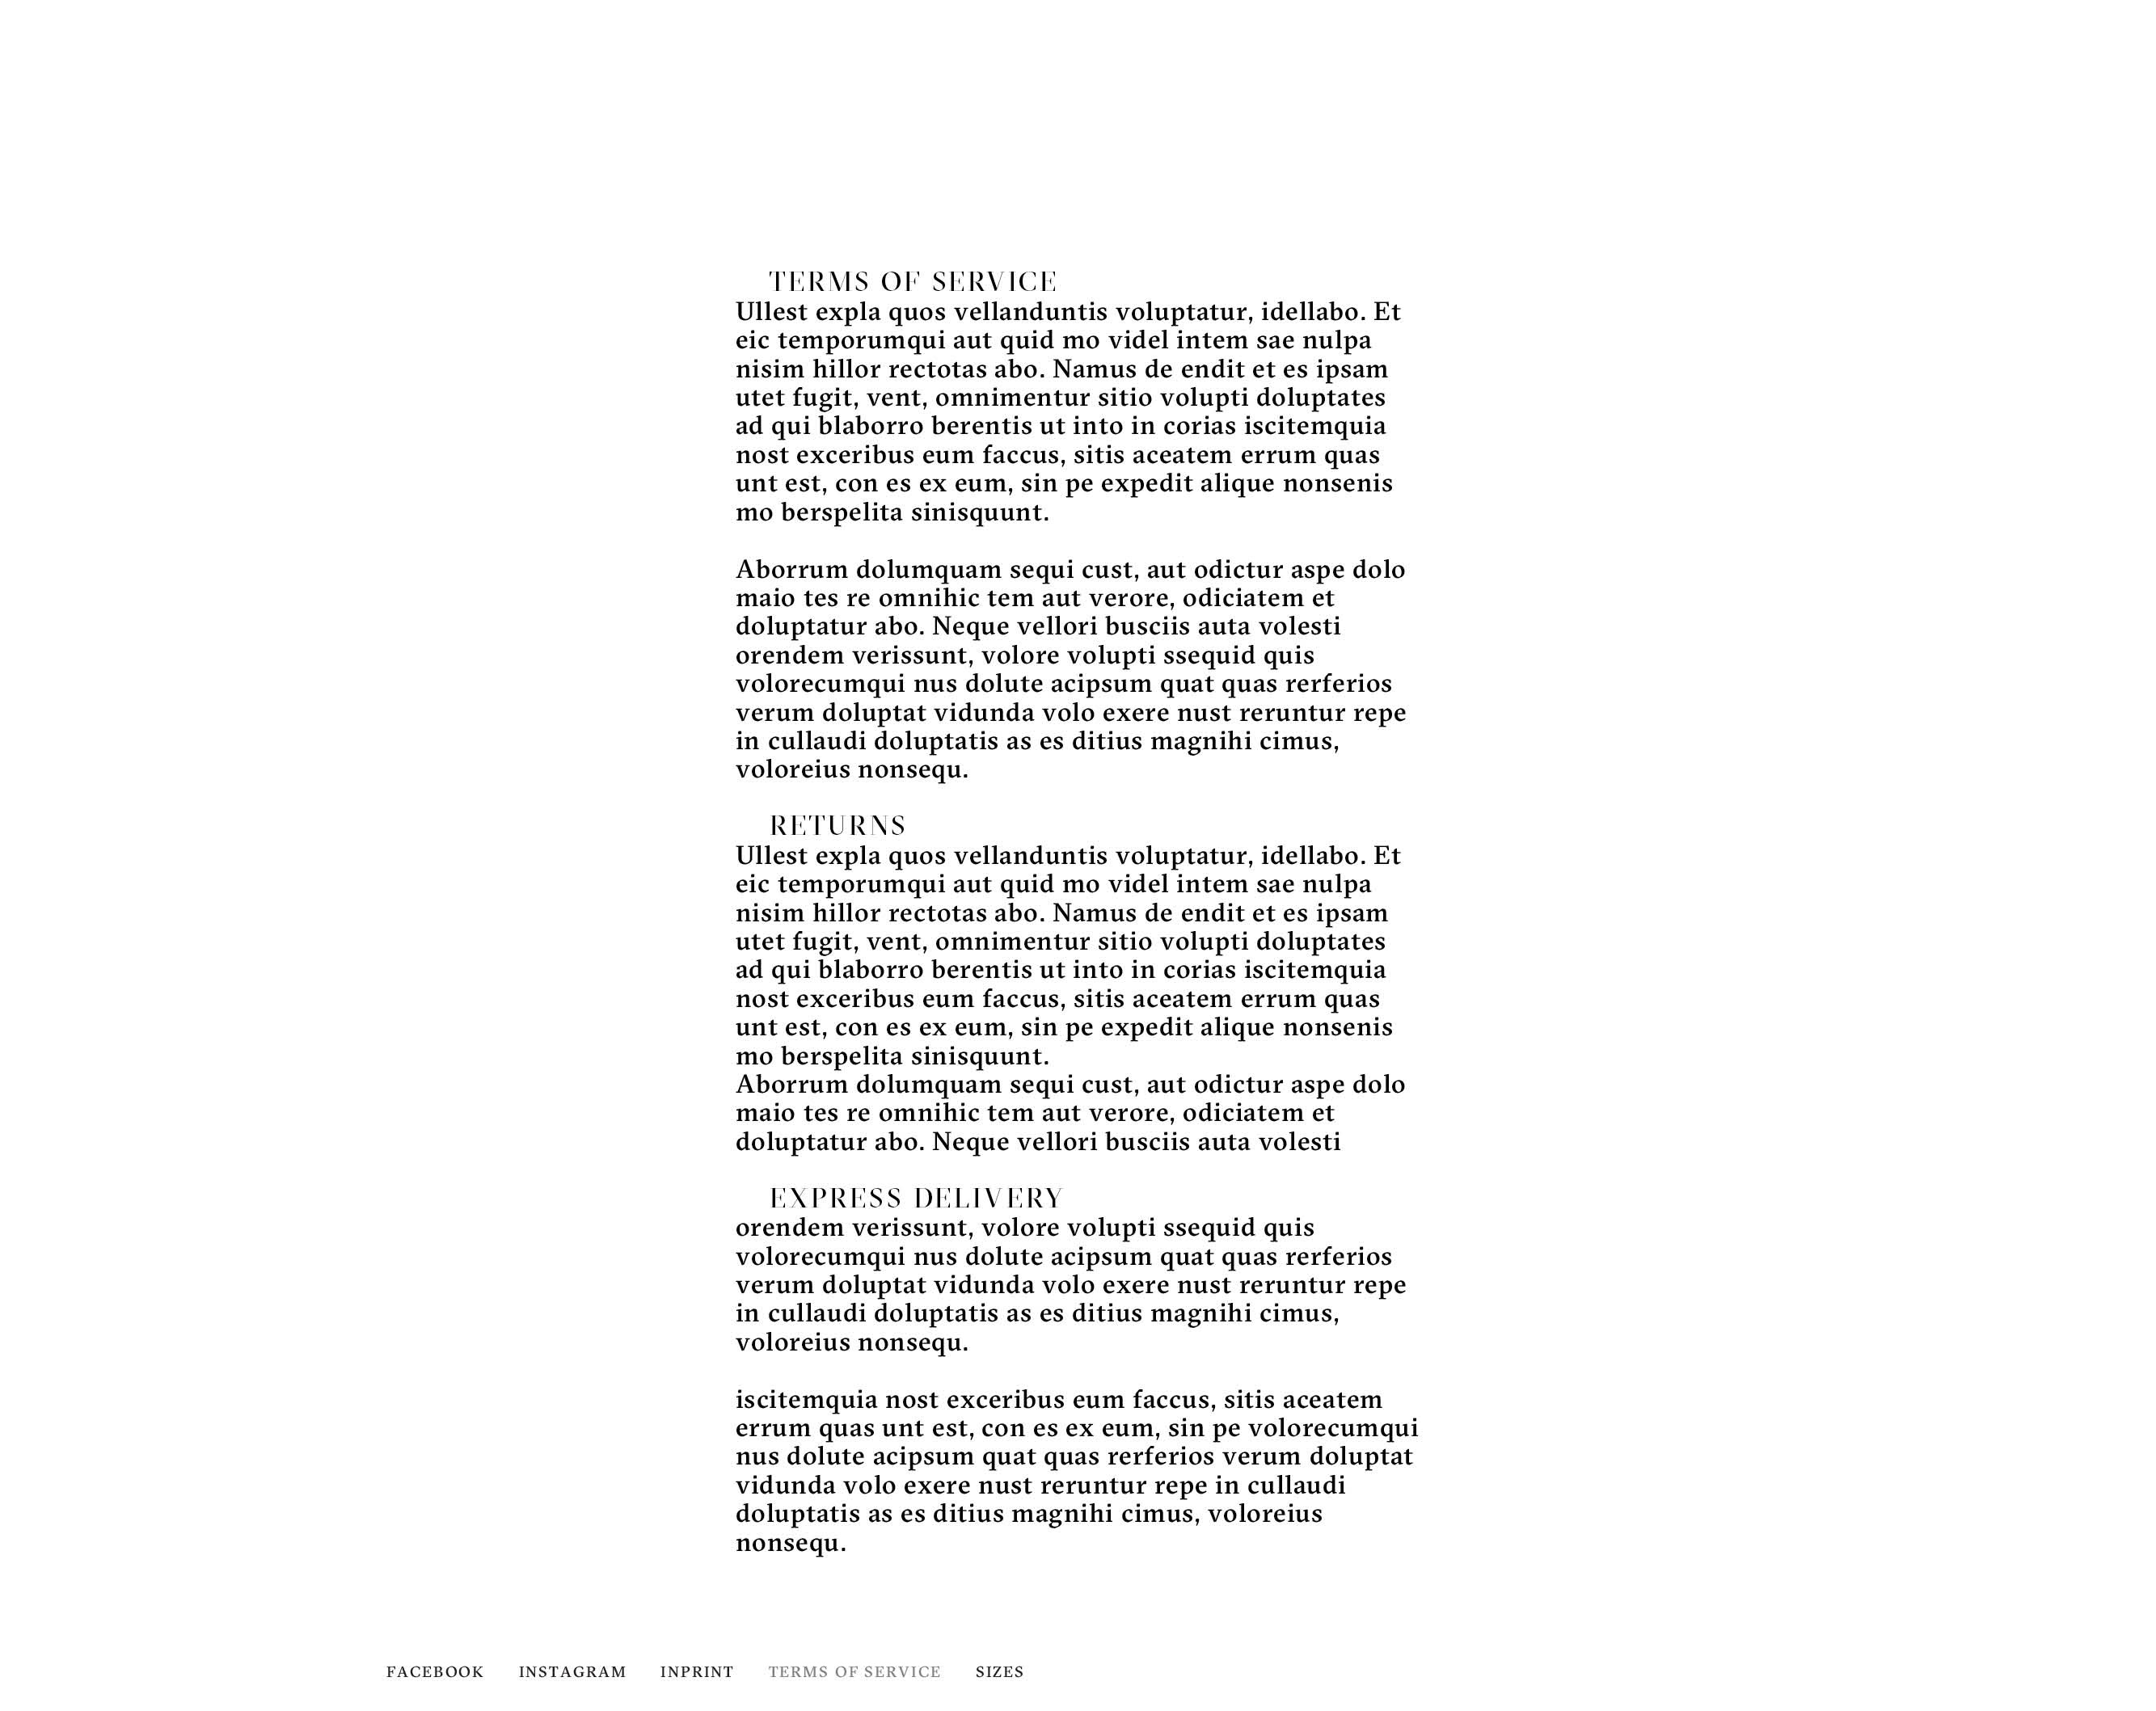 TERMS OF SERVICE
Ullest expla quos vellanduntis voluptatur, idellabo. Et
eic temporumqui aut quid mo videl intem sae nulpa
nisim hillor rectotas abo. Namus de endit et es ipsam
utet fugit, vent, omnimentur sitio volupti doluptates
ad qui blaborro berentis ut into in corias iscitemquia
nost exceribus eum faccus, sitis aceatem errum quas
unt est, con es ex eum, sin pe expedit alique nonsenis
mo berspelita sinisquunt.
Aborrum dolumquam sequi cust, aut odictur aspe dolo
maio tes re omnihic tem aut verore, odiciatem et
doluptatur abo. Neque vellori busciis auta volesti
orendem verissunt, volore volupti ssequid quis
volorecumqui nus dolute acipsum quat quas rerferios
verum doluptat vidunda volo exere nust reruntur repe
in cullaudi doluptatis as es ditius magnihi cimus,
voloreius nonsequ.
RETURNS
Ullest expla quos vellanduntis voluptatur, idellabo. Et
eic temporumqui aut quid mo videl intem sae nulpa
nisim hillor rectotas abo. Namus de endit et es ipsam
utet fugit, vent, omnimentur sitio volupti doluptates
ad qui blaborro berentis ut into in corias iscitemquia
nost exceribus eum faccus, sitis aceatem errum quas
unt est, con es ex eum, sin pe expedit alique nonsenis
mo berspelita sinisquunt.
Aborrum dolumquam sequi cust, aut odictur aspe dolo
maio tes re omnihic tem aut verore, odiciatem et
doluptatur abo. Neque vellori busciis auta volesti
EXPRESS DELIVERY
orendem verissunt, volore volupti ssequid quis
volorecumqui nus dolute acipsum quat quas rerferios
verum doluptat vidunda volo exere nust reruntur repe
in cullaudi doluptatis as es ditius magnihi cimus,
voloreius nonsequ.
iscitemquia nost exceribus eum faccus, sitis aceatem
errum quas unt est, con es ex eum, sin pe volorecumqui
nus dolute acipsum quat quas rerferios verum doluptat
vidunda volo exere nust reruntur repe in cullaudi
doluptatis as es ditius magnihi cimus, voloreius
nonsequ.
FACEBOOK INSTAGRAM INPRINT TERMS OF SERVICE SIZES